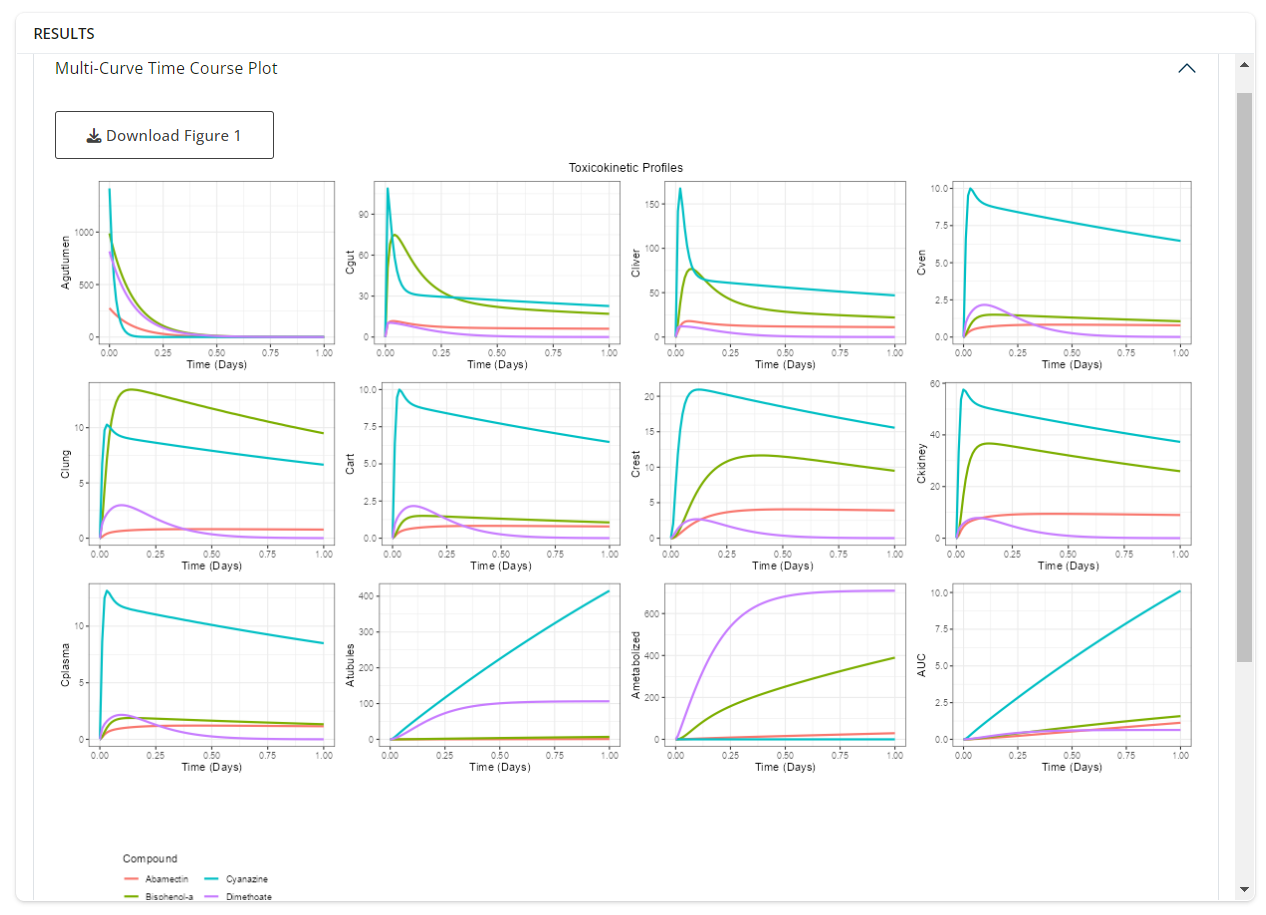 RESULTS
Multi-Curve Time Course Plot
Download Figure 1
Toxicokinetic Profiles
Agutlumen
1000
500
0
0.00 0.25 0.50 0.75 1.00
Time (Days)
Cgut
90
60
30
0
0.00 0.25 0.50 0.75 1.00
Time (Days)
Cliver
150
100
50
0
0.00 0.25 0.50 0.75 1.00
Time (Days)
Cven
10.0
7.5
5.0
2.5
0.0
0.00 0.25 0.50 0.75 1.00
Time (Days)
Clung
10
5
0
0.00 0.25 0.50 0.75 1.00
Time (Days)
Cart
10.0
7.5
5.0
2.5
0.0
0.00 0.25 0.50 0.75 1.00
Time (Days)
Crest
20
15
10
5
0
0.00 0.25 0.50 0.75 1.00
Time (Days)
Ckidney
60
40
20
0
0.00 0.25 0.50 0.75 1.00
Time (Days)
Cplasma
10
5
0
0.00 0.25 0.50 0.75 1.00
Time (Days)
Atubules
400
300
200
100
0
0.00 0.25 0.50 0.75 1.00
Time (Days)
Ametabolized
600
400
200
0
0.00 0.25 0.50 0.75 1.00
Time (Days)
AUC
10.0
7.5
5.0
2.5
0.0
0.00 0.25 0.50 0.75 1.00
Time (Days)
Compound
Abamectin Cyanazine
Bisphenol-a Dimethoate